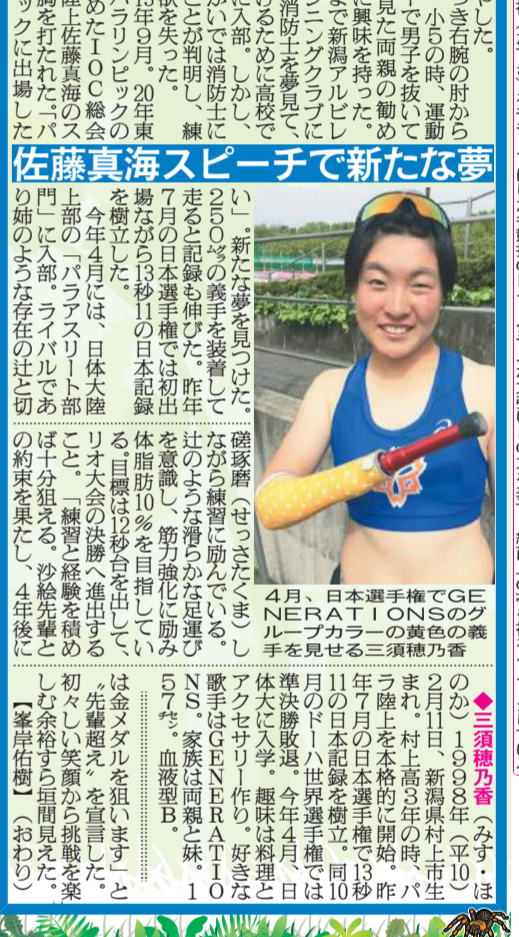 やした。
つき右腕の肘から
小5の時、運動
で男子を抜いて
見た両親の勧め
に興味を持った。
まで新潟アルビレ
ニングクラブに
消防士を夢見て、
けるために高校で
に入部。しかし、
がいでは消防士に
ことが判明し、練
欲を失った。
年9月。20年東
パラリンピックの
めたIOC総会
陸上佐藤真海のス
胸を打たれた。「パ
ックに出場した
佐藤真海スピーチで新たな夢
い」。新たな夢を見つけた。
250㌘の義手を装着して
走ると記録も伸びた。昨年
7月の日本選手権では初出
場ながら13秒11の日本記録
を樹立した。
今年4月には、日体大陸
上部の「パラアスリート部
門」に入部。ライバルであ
り姉のような存在の辻と切
磋琢磨（せっさたくま）し
ながら練習に励んでいる。
辻のような滑らかな足運び
を意識し、筋力強化に励み
体脂肪10%を目指してい
る。目標は12秒台を出して、
リオ大会の決勝へ進出する
こと。「練習と経験を積め
ば十分狙える。沙絵先輩と
の約束を果たし、4年後に
は金メダルを狙います」と
〝先輩超え〟を宣言した。
初々しい笑顔から挑戦を楽
しむ余裕すら垣間見えた。
【峯岸佑樹】（おわり）
4月、日本選手権でGE
NERATIONSのグ
ループカラーの黄色の義
手を見せる三須穂乃香
◆三須穂乃香（みす・ほ
のか）1998年（平10）
2月11日、新潟県村上市生
まれ。村上高3年の時、パ
ラ陸上を本格的に開始。昨
年7月の日本選手権で13秒
11の日本記録を樹立。同10
月のドーハ世界選手権では
準決勝敗退。今年4月、日
体大に入学。趣味は料理と
アクセサリー作り。好きな
歌手はGENERATIO
NS。家族は両親と妹。1
57㌢。血液型B。